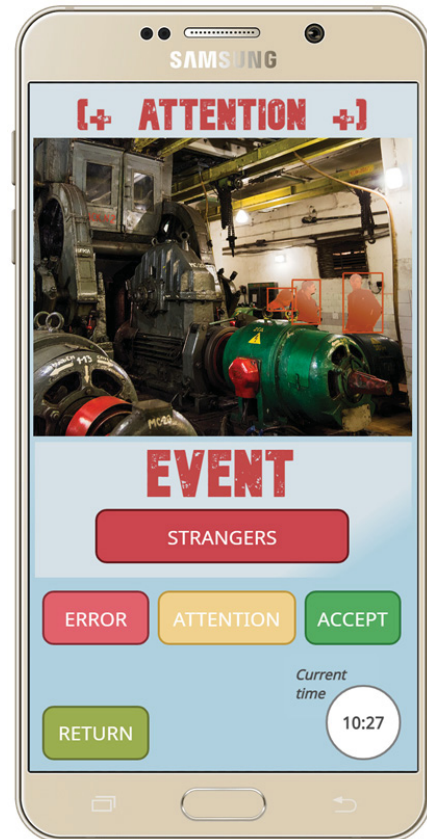 SAMSUNG
(+ ATTENTION +)
EVENT
STRANGERS
ERROR
ATTENTION
ACCEPT
Current
time
10:27
RETURN